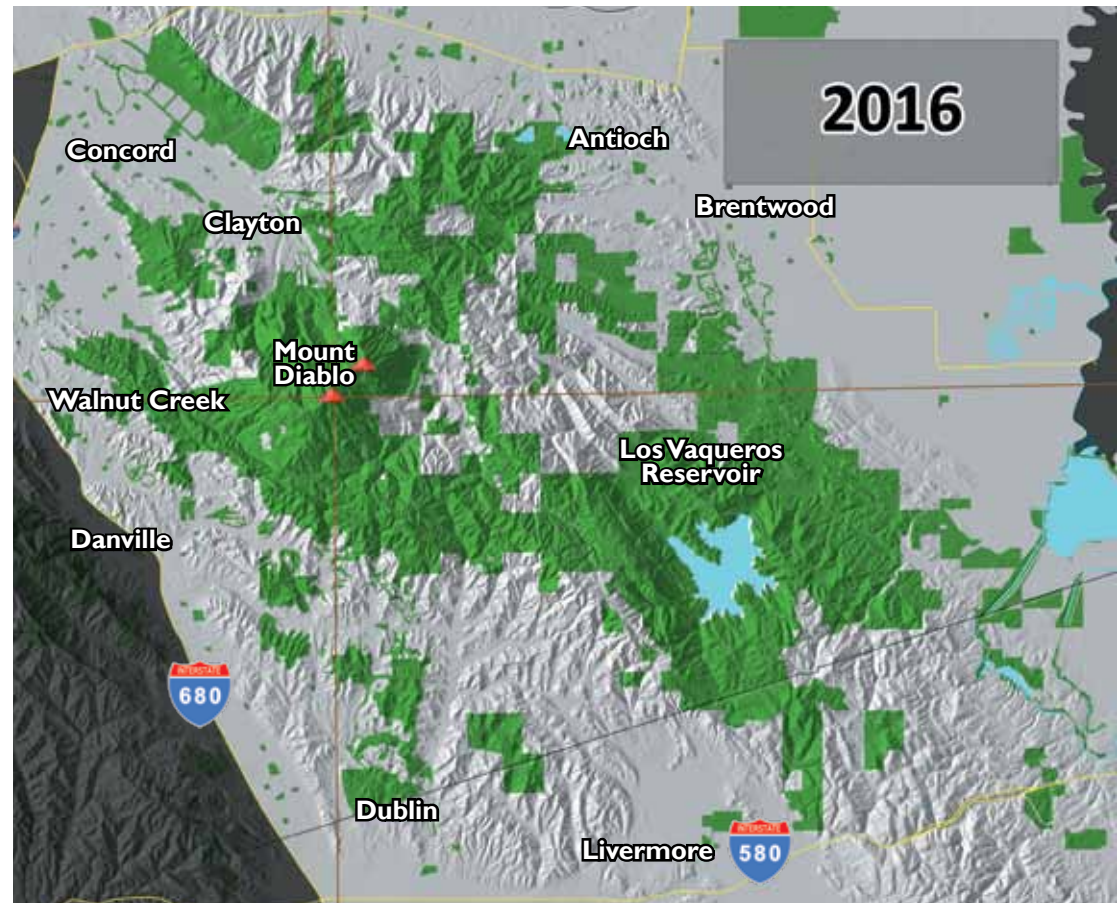 2016
Concord
Antioch
Clayton
Brentwood
Mount
Diablo
Walnut Creek
Los Vaqueros
Reservoir
Danville
INTERSTATE
680
Dublin
Livermore
INTERSTATE
580